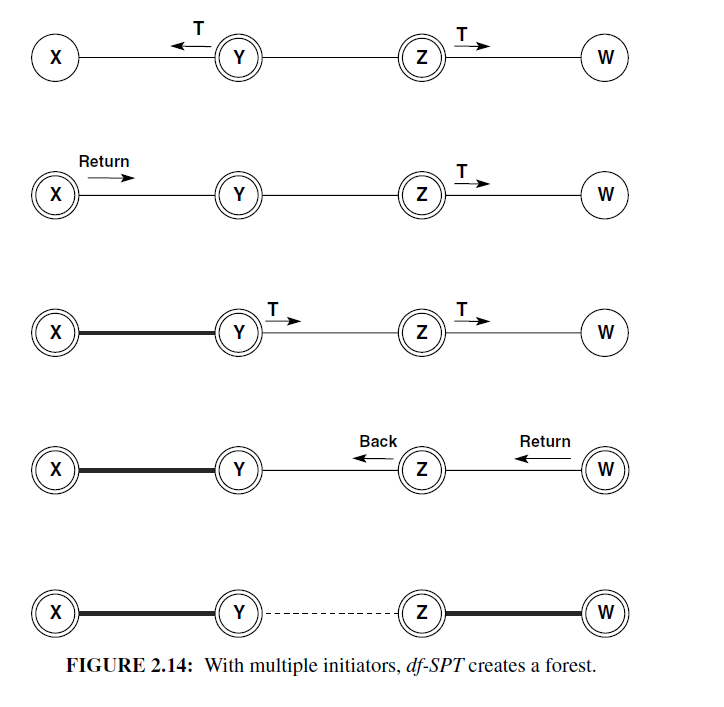 T T
X Y Z W
Return T
X Y Z W
T T
X Y Z W
Back Return
X Y Z W
X Y Z W
FIGURE 2.14: With multiple initiators, df-SPT creates a forest.